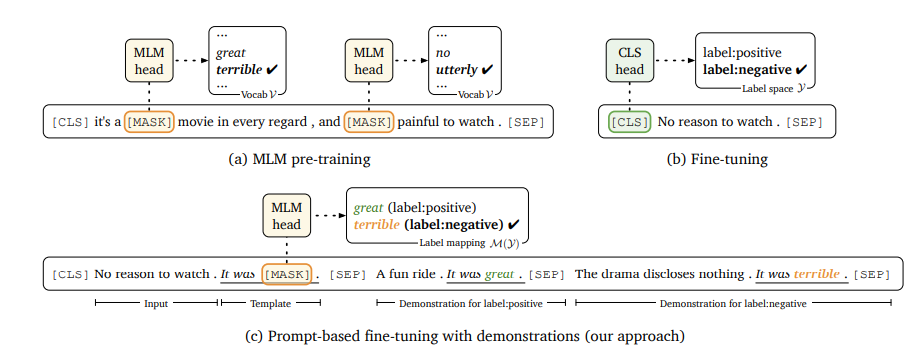 ...
great
terrible ✔
...
Vocab 𝒱
MLM
head
...
no
utterly ✔
...
Vocab 𝒱
MLM
head
[CLS] it's a [MASK] movie in every regard , and [MASK] painful to watch . [SEP]
(a) MLM pre-training
CLS
head
label:positive
label:negative ✔
Label space 𝒴
[CLS] No reason to watch . [SEP]
(b) Fine-tuning
MLM
head
great (label:positive)
terrible (label:negative) ✔
Label mapping ℳ(𝒴)
[CLS] No reason to watch . It was [MASK] . [SEP] A fun ride . It was great . [SEP] The drama discloses nothing . It was terrible . [SEP]
Input Template Demonstration for label:positive Demonstration for label:negative
(c) Prompt-based fine-tuning with demonstrations (our approach)